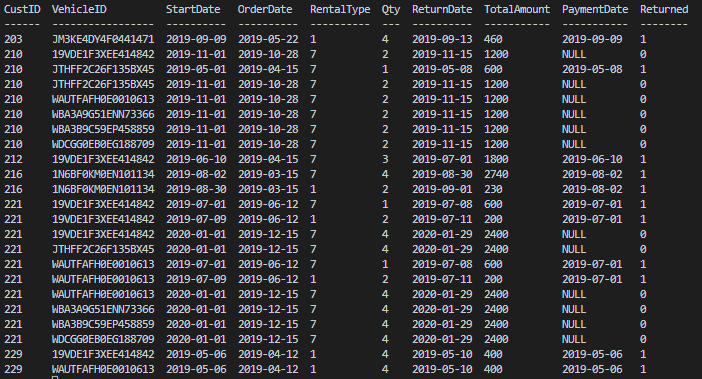 CustID VehicleID StartDate OrderDate RentalType Qty ReturnDate TotalAmount PaymentDate Returned
------ ----------------- ---------- ---------- ---------- --- ---------- ----------- ----------- --------
203 JM3KE4DY4F0441471 2019-09-09 2019-05-22 1 4 2019-09-13 460 2019-09-09 1
210 19VDE1F3XEE414842 2019-11-01 2019-10-28 7 2 2019-11-15 1200 NULL 0
210 JTHFF2C26F135BX45 2019-05-01 2019-04-15 7 1 2019-05-08 600 2019-05-08 1
210 JTHFF2C26F135BX45 2019-11-01 2019-10-28 7 2 2019-11-15 1200 NULL 0
210 WAUTFAFH0E0010613 2019-11-01 2019-10-28 7 2 2019-11-15 1200 NULL 0
210 WBA3A9G51ENN73366 2019-11-01 2019-10-28 7 2 2019-11-15 1200 NULL 0
210 WBA3B9C59EP458859 2019-11-01 2019-10-28 7 2 2019-11-15 1200 NULL 0
210 WDCGG0EB0EG188709 2019-11-01 2019-10-28 7 2 2019-11-15 1200 NULL 0
212 19VDE1F3XEE414842 2019-06-10 2019-04-15 7 3 2019-07-01 1800 2019-06-10 1
216 1N6BF0KM0EN101134 2019-08-02 2019-03-15 7 4 2019-08-30 2740 2019-08-02 1
216 1N6BF0KM0EN101134 2019-08-30 2019-03-15 1 2 2019-09-01 230 2019-08-02 1
221 19VDE1F3XEE414842 2019-07-01 2019-06-12 7 1 2019-07-08 600 2019-07-01 1
221 19VDE1F3XEE414842 2019-07-09 2019-06-12 1 2 2019-07-11 200 2019-07-01 1
221 19VDE1F3XEE414842 2020-01-01 2019-12-15 7 4 2020-01-29 2400 NULL 0
221 JTHFF2C26F135BX45 2020-01-01 2019-12-15 7 4 2020-01-29 2400 NULL 0
221 WAUTFAFH0E0010613 2019-07-01 2019-06-12 7 1 2019-07-08 600 2019-07-01 1
221 WAUTFAFH0E0010613 2019-07-09 2019-06-12 1 2 2019-07-11 200 2019-07-01 1
221 WAUTFAFH0E0010613 2020-01-01 2019-12-15 7 4 2020-01-29 2400 NULL 0
221 WBA3A9G51ENN73366 2020-01-01 2019-12-15 7 4 2020-01-29 2400 NULL 0
221 WBA3B9C59EP458859 2020-01-01 2019-12-15 7 4 2020-01-29 2400 NULL 0
221 WDCGG0EB0EG188709 2020-01-01 2019-12-15 7 4 2020-01-29 2400 NULL 0
229 19VDE1F3XEE414842 2019-05-06 2019-04-12 1 4 2019-05-10 400 2019-05-06 1
229 WAUTFAFH0E0010613 2019-05-06 2019-04-12 1 4 2019-05-10 400 2019-05-06 1